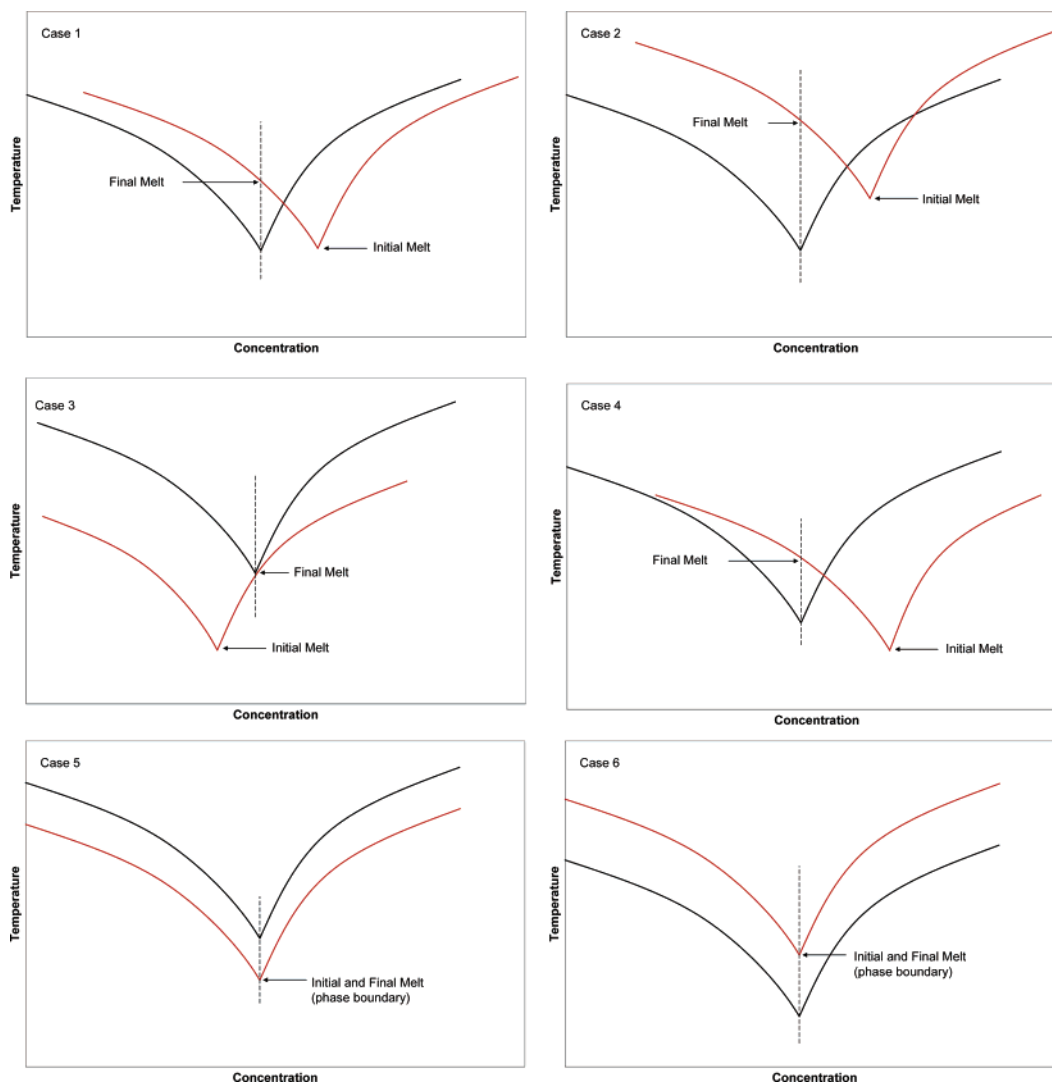 Case 1
Final Melt
Initial Melt
Temperature
Concentration
Case 2
Final Melt
Initial Melt
Temperature
Concentration
Case 3
Final Melt
Initial Melt
Temperature
Concentration
Case 4
Final Melt
Initial Melt
Temperature
Concentration
Case 5
Initial and Final Melt
(phase boundary)
Temperature
Concentration
Case 6
Initial and Final Melt
(phase boundary)
Temperature
Concentration